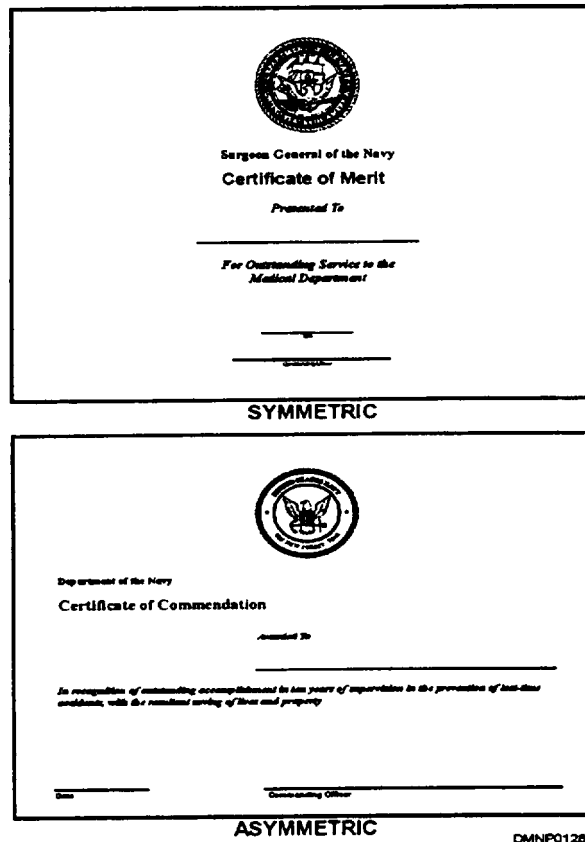 Surgeon General of the Navy
Certificate of Merit
Presented To
For Outstanding Service to the
Medical Department
SYMMETRIC
Department of the Navy
Certificate of Commendation
Awarded To
In recognition of outstanding accomplishment in ten years of supervision in the prevention of lost-time
accidents, with the resultant saving of lives and property
Date
Commanding Officer
ASYMMETRIC
DMNP0128